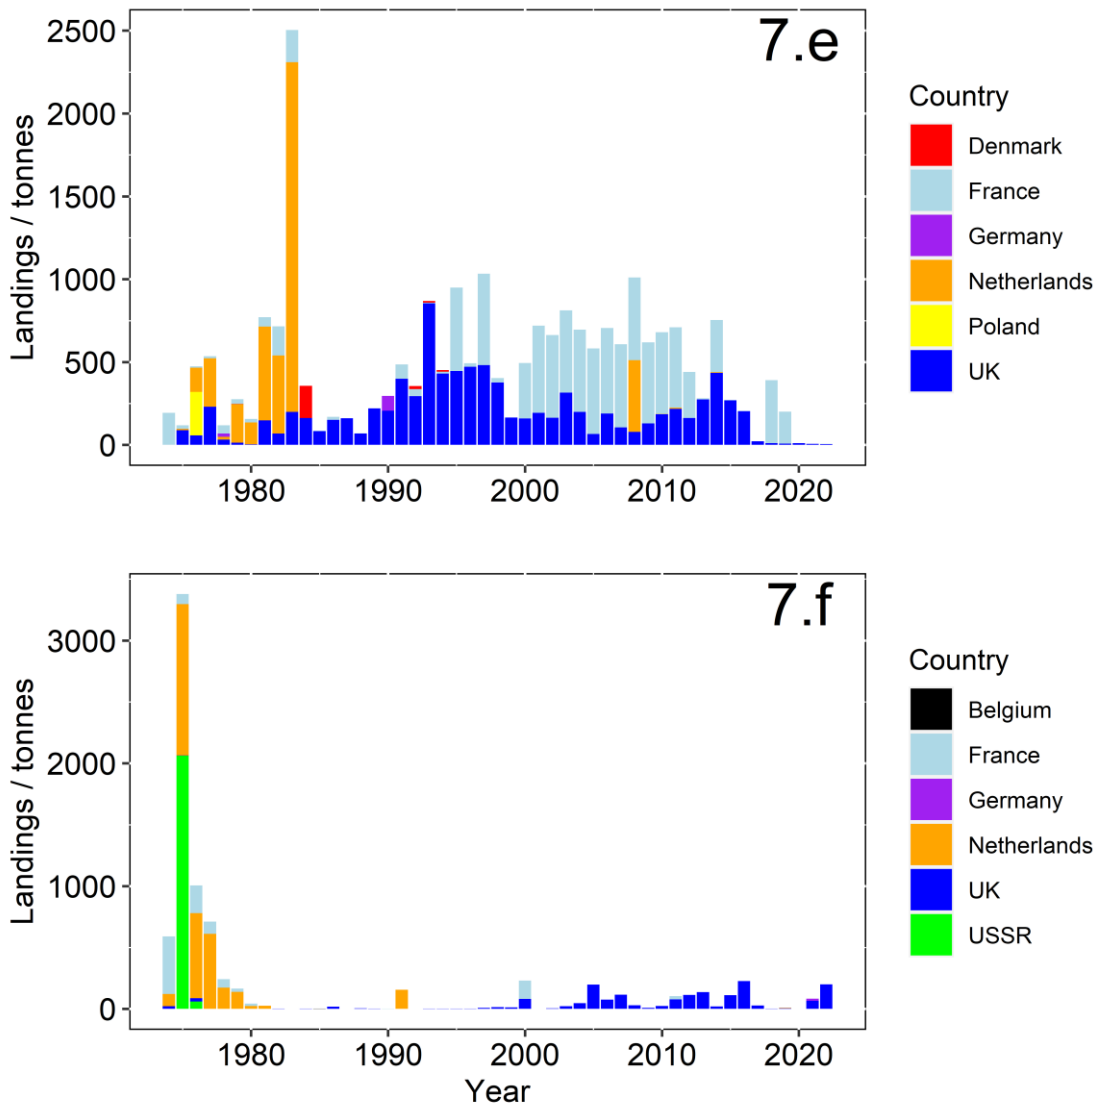 7.e
Landings / tonnes
2500
2000
1500
1000
500
0
1980
1990
2000
2010
2020
Country
Denmark
France
Germany
Netherlands
Poland
UK
7.f
Landings / tonnes
3000
2000
1000
0
1980
1990
2000
2010
2020
Year
Country
Belgium
France
Germany
Netherlands
UK
USSR